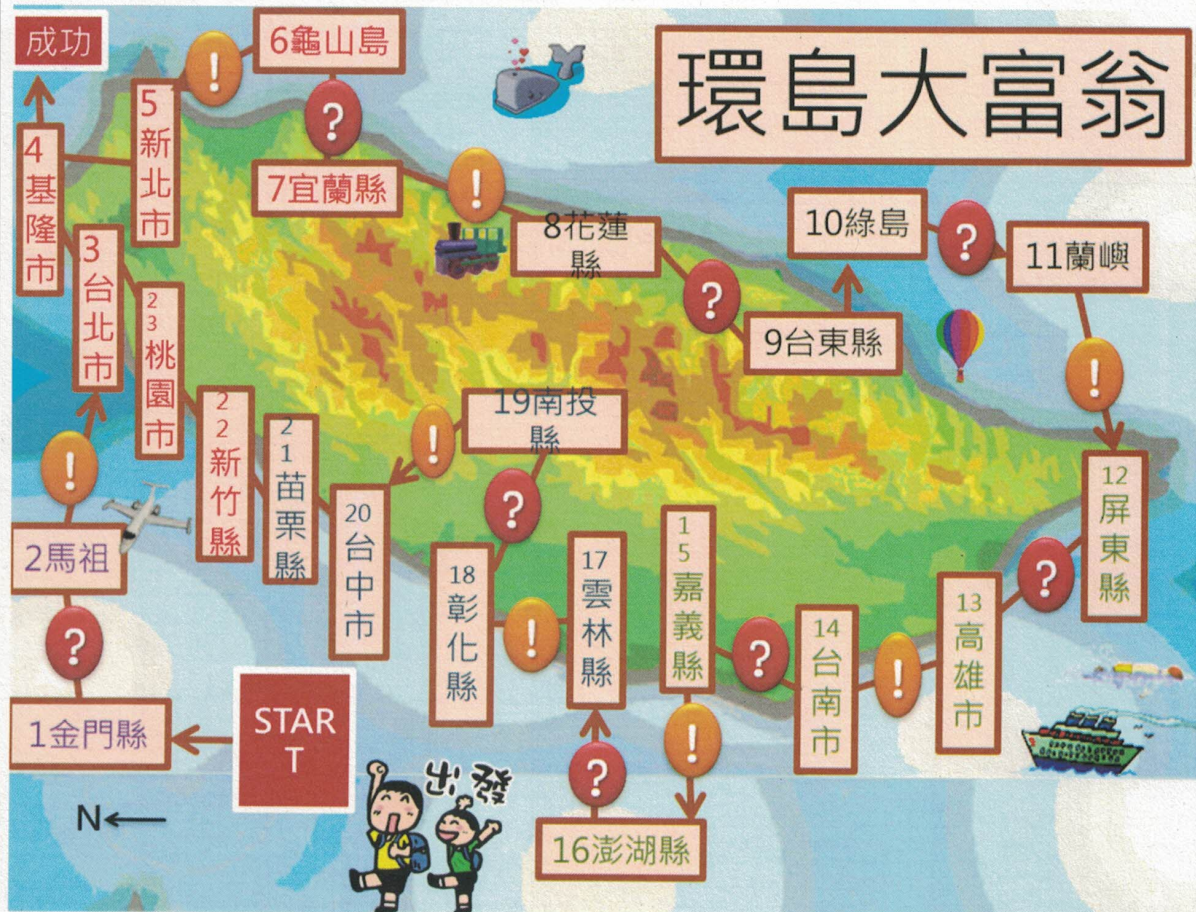 環島大富翁
成功
出發
STAR
T
1金門縣
?
2馬祖
!
3台北市
4基隆市
5新北市
!
6龜山島
?
7宜蘭縣
!
8花蓮
縣
?
9台東縣
10綠島
?
11蘭嶼
!
12屏東縣
?
13高雄市
!
14台南市
?
15嘉義縣
!
16澎湖縣
?
17雲林縣
!
18彰化縣
?
19南投
縣
!
20台中市
21苗栗縣
22新竹縣
23桃園市
N